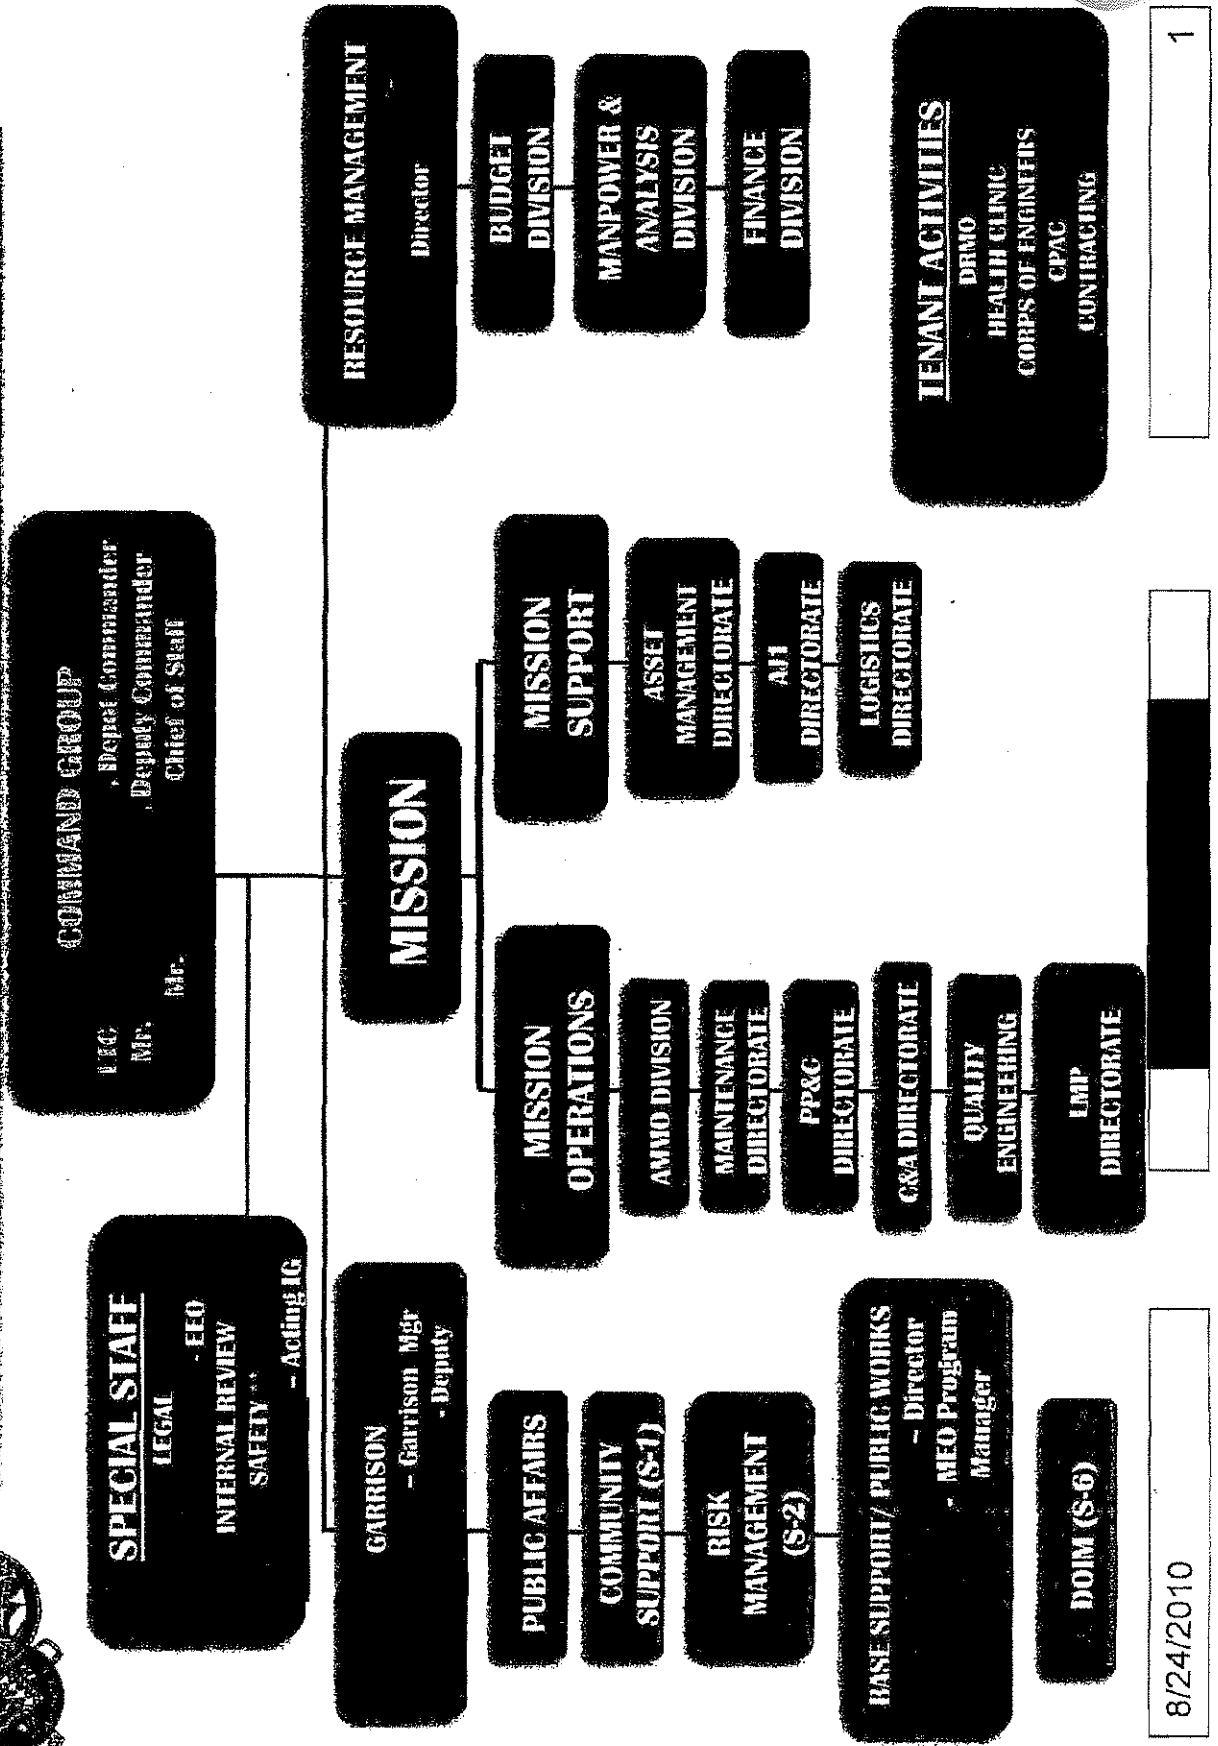 COMMAND GROUP
LTC , Depot Commander
Mr. , Deputy Commander
Mr. Chief of Staff
SPECIAL STAFF
LEGAL
- EEO
INTERNAL REVIEW
SAFETY
- Acting IG
GARRISON
- Garrison Mgr
- Deputy
PUBLIC AFFAIRS
COMMUNITY
SUPPORT (S-1)
RISK
MANAGEMENT
(S-2)
BASE SUPPORT/ PUBLIC WORKS
- Director
MEO Program
Manager
DOIM (S-6)
MISSION
MISSION
OPERATIONS
AMMO DIVISION
MAINTENANCE
DIRECTORATE
PP&C
DIRECTORATE
C&A DIRECTORATE
QUALITY
ENGINEERING
LMP
DIRECTORATE
MISSION
SUPPORT
ASSET
MANAGEMENT
DIRECTORATE
AJ1
DIRECTORATE
LOGISTICS
DIRECTORATE
RESOURCE MANAGEMENT
-
Director
BUDGET
DIVISION
MANPOWER &
ANALYSIS
DIVISION
FINANCE
DIVISION
TENANT ACTIVITIES
DRMO
HEALTH CLINIC
CORPS OF ENGINEERS
CPAC
CONTRACTING
8/24/2010
1